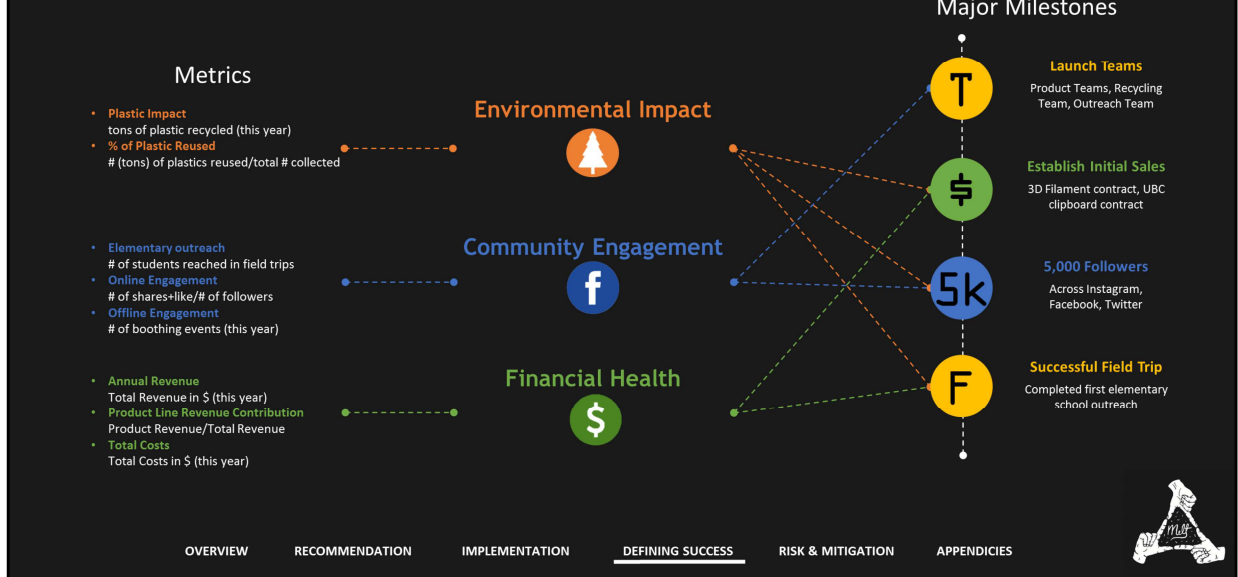 Major Milestones
Metrics
• Plastic Impact
tons of plastic recycled (this year)
• % of Plastic Reused
# (tons) of plastics reused/total # collected
• Elementary outreach
# of students reached in field trips
• Online Engagement
# of shares+like/# of followers
• Offline Engagement
# of boothing events (this year)
• Annual Revenue
Total Revenue in $ (this year)
• Product Line Revenue Contribution
Product Revenue/Total Revenue
• Total Costs
Total Costs in $ (this year)
Environmental Impact
Community Engagement
f
Financial Health
$
T
Launch Teams
Product Teams, Recycling
Team, Outreach Team
$
Establish Initial Sales
3D Filament contract, UBC
clipboard contract
5k
5,000 Followers
Across Instagram,
Facebook, Twitter
F
Successful Field Trip
Completed first elementary
school outreach
Melt
OVERVIEW RECOMMENDATION IMPLEMENTATION DEFINING SUCCESS RISK & MITIGATION APPENDICIES